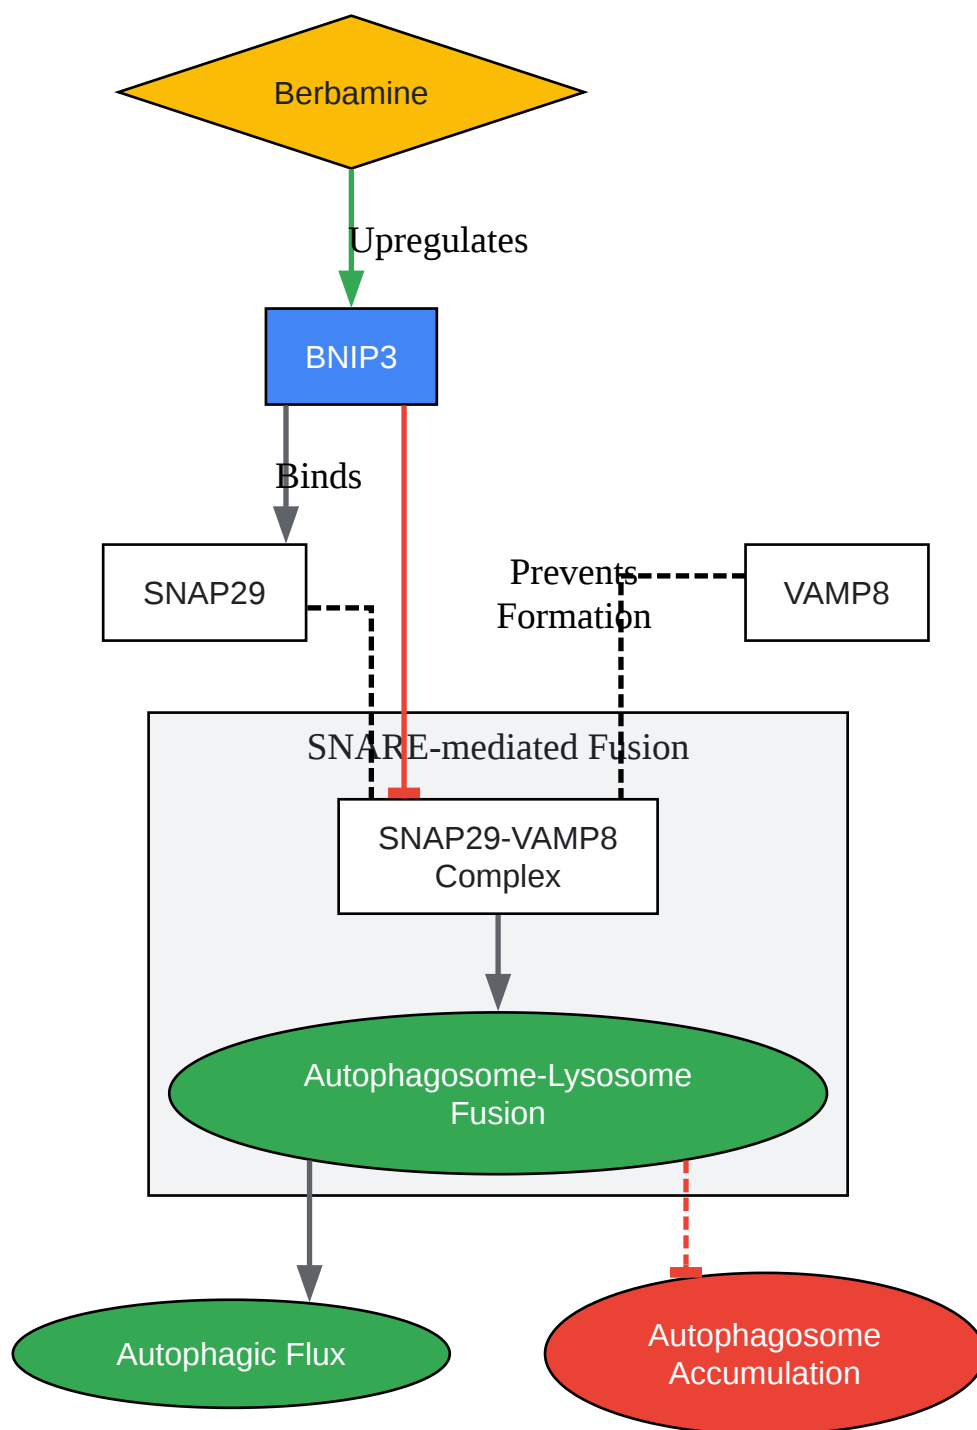 Berbamine
Upregulates
BNIP3
Binds
SNAP29
Prevents
Formation
VAMP8
SNARE-mediated Fusion
SNAP29-VAMP8
Complex
Autophagosome-Lysosome
Fusion
Autophagic Flux
Autophagosome
Accumulation